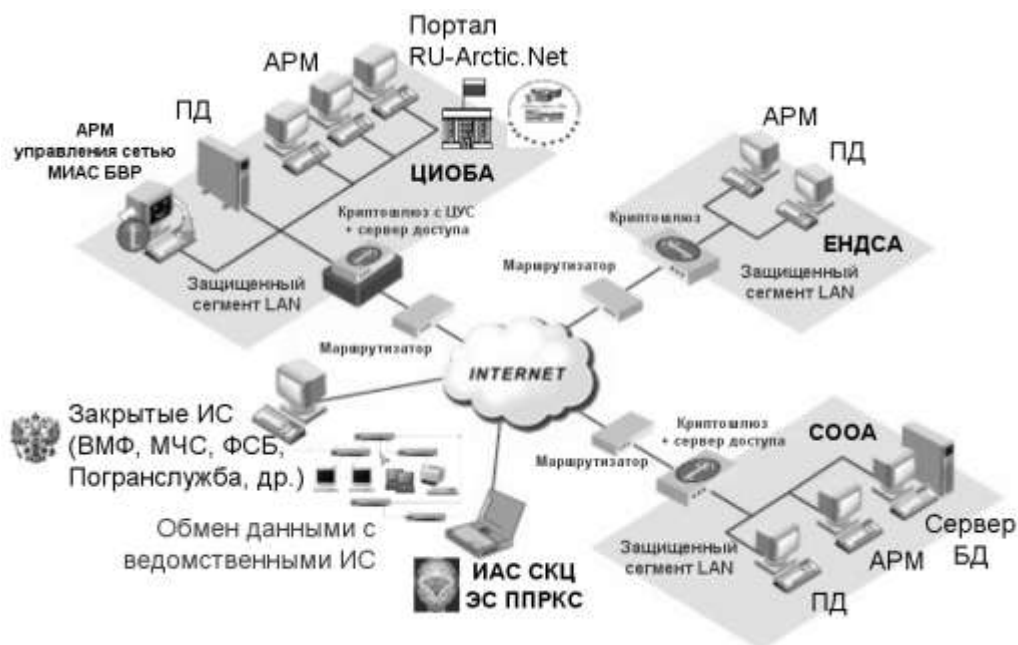 Портал
RU-Arctic.Net
АРМ
ПД
АРМ
управления сетью
МИАС БВР
ЦИОБА
Криптошлюз с ЦУС
+ сервер доступа
Защищенный
сегмент LAN
Маршрутизатор
АРМ
ПД
Криптошлюз
ЕНДСА
Защищенный
сегмент LAN
Маршрутизатор
INTERNET
Закрытые ИС
(ВМФ, МЧС, ФСБ,
Погранслужба, др.)
Обмен данными с
ведомственными ИС
ИАС СКЦ
ЭС ППРКС
Маршрутизатор
Криптошлюз
+ сервер доступа
СООА
Защищенный
сегмент LAN
Сервер
БД
АРМ
ПД